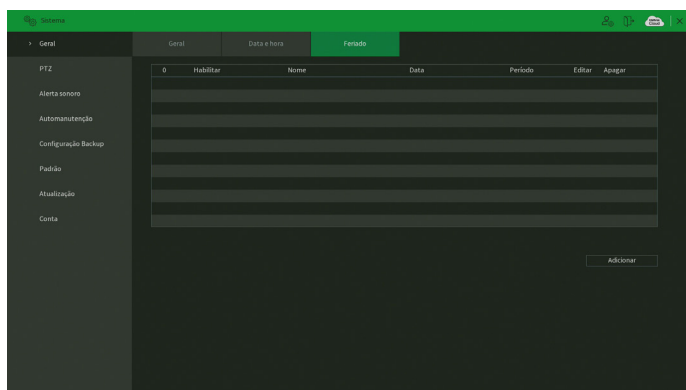 Sistema
Geral
PTZ
Alerta sonoro
Automanutenção
Configuração Backup
Padrão
Atualização
Conta
Geral Data e hora Feriado
0 Habilitar Nome Data Período Editar Apagar
Adicionar